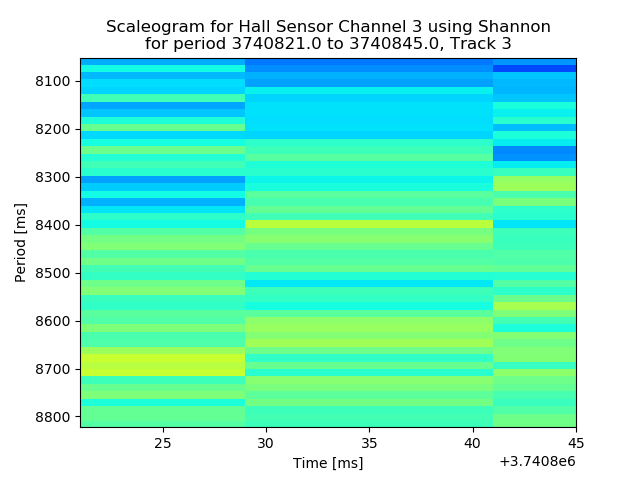 Scaleogram for Hall Sensor Channel 3 using Shannon
for period 3740821.0 to 3740845.0, Track 3
Period [ms]
8100
8200
8300
8400
8500
8600
8700
8800
25 30 35 40 45
Time [ms]
+3.7408e6